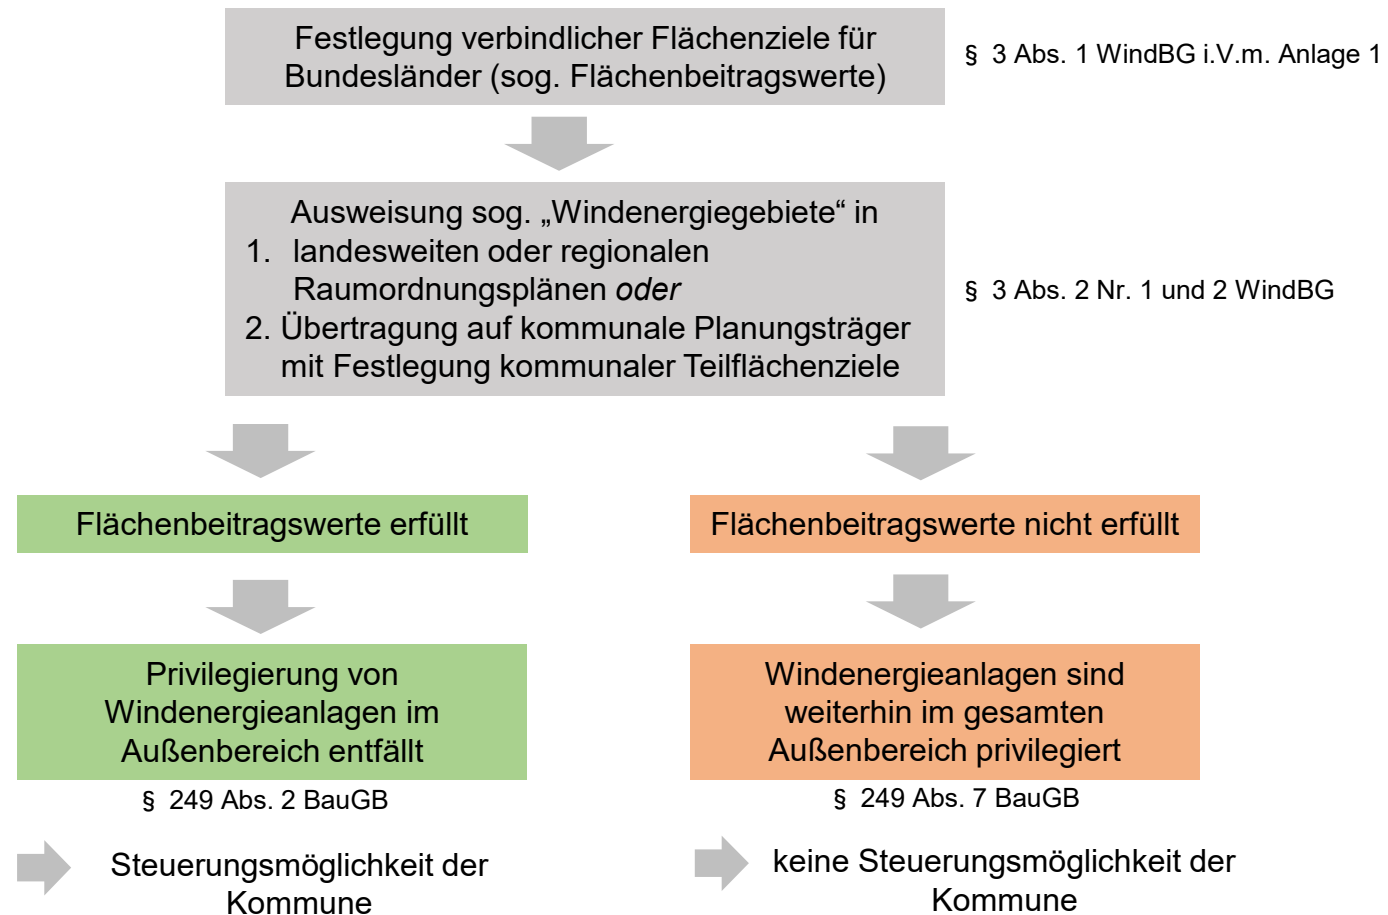 Festlegung verbindlicher Flächenziele für
Bundesländer (sog. Flächenbeitragswerte)
§ 3 Abs. 1 WindBG i.V.m. Anlage 1
Ausweisung sog. „Windenergiegebiete“ in
1. landesweiten oder regionalen
Raumordnungsplänen oder
2. Übertragung auf kommunale Planungsträger
mit Festlegung kommunaler Teilflächenziele
§ 3 Abs. 2 Nr. 1 und 2 WindBG
Flächenbeitragswerte erfüllt
Privilegierung von
Windenergieanlagen im
Außenbereich entfällt
§ 249 Abs. 2 BauGB
Steuerungsmöglichkeit der
Kommune
Flächenbeitragswerte nicht erfüllt
Windenergieanlagen sind
weiterhin im gesamten
Außenbereich privilegiert
§ 249 Abs. 7 BauGB
keine Steuerungsmöglichkeit der
Kommune